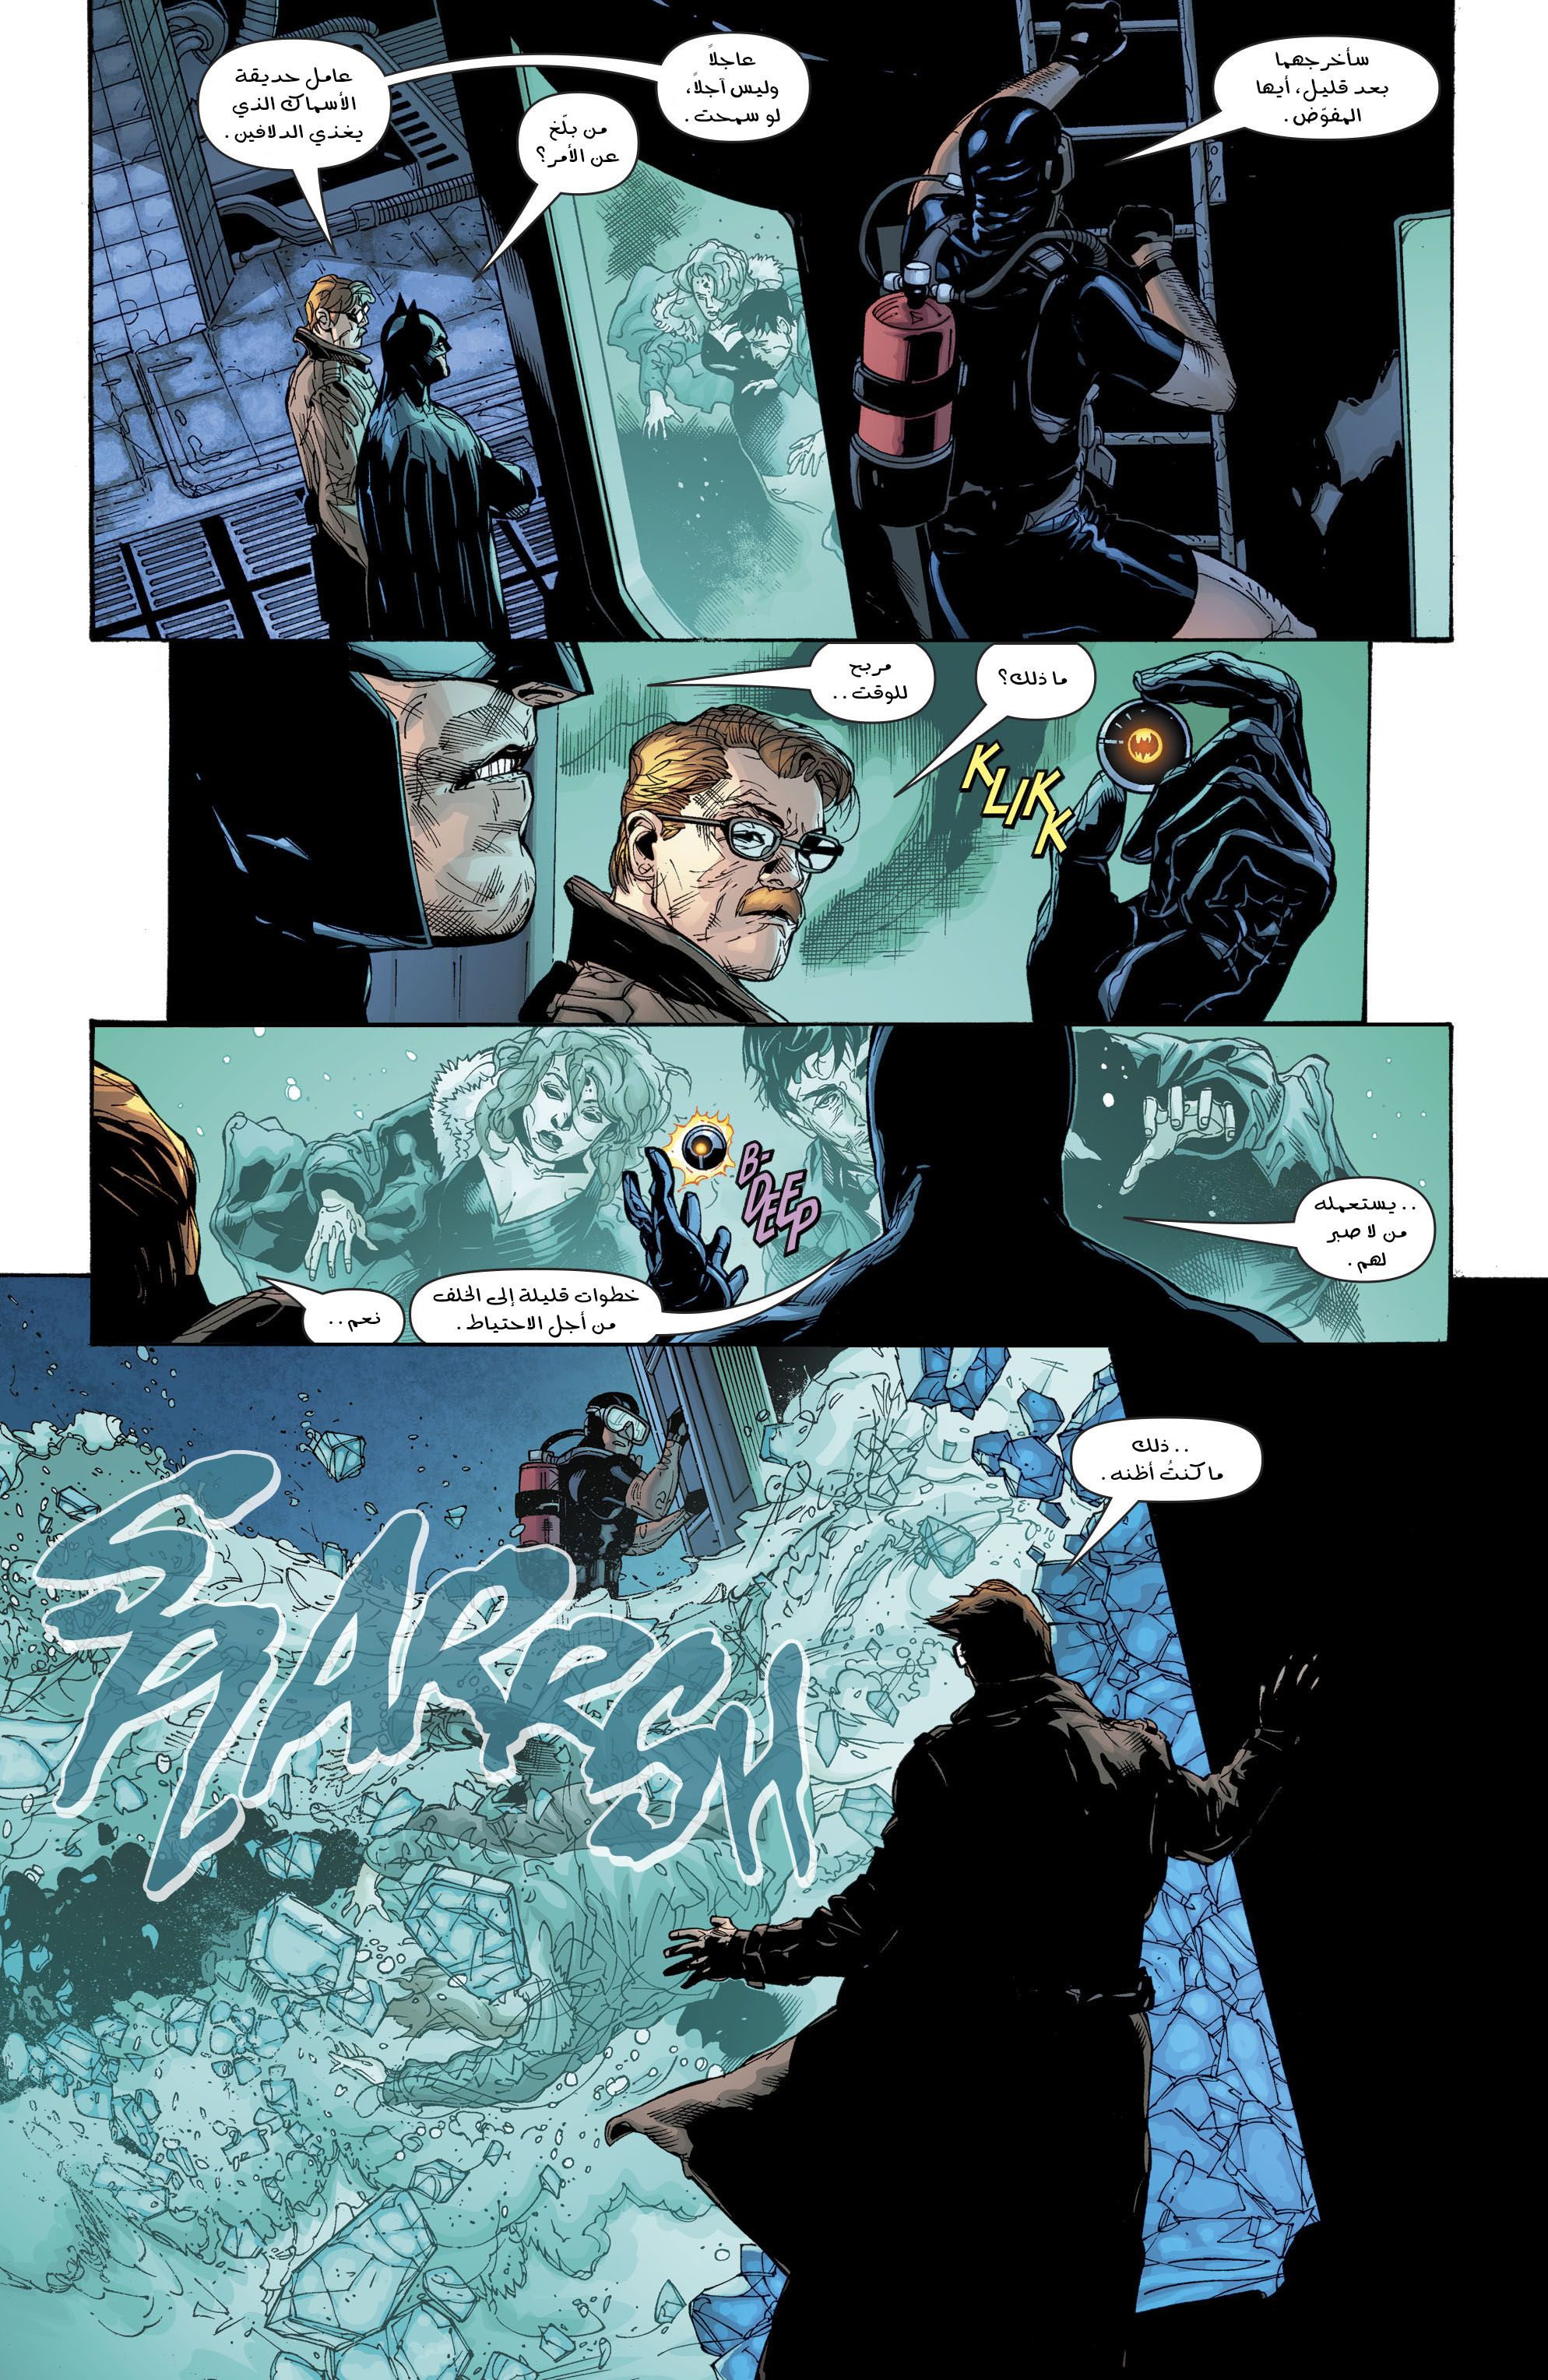 سأخرجهما
بعد قليل، أيها
المفوّض.
عاجلاً
وليس آجلاً،
لو سمحت.
من بلّغ
عن الأمر؟
عامل حديقة
الأسماك الذي
يغذي الدلافين.
ما ذلك؟
مربح
للوقت..
KLIKK
..يستعمله
من لا صبر
لهم.
B-
DEEP
خطوات قليلة إلى الخلف
من أجل الاحتياط.
نعم..
..ذلك
ما كنتُ أظنه.
SPLARRSH